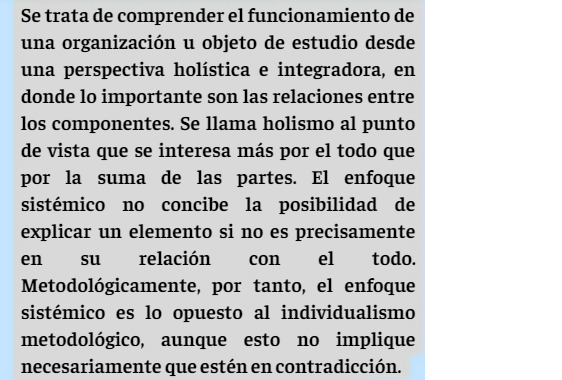 Se trata de comprender el funcionamiento de
una organización u objeto de estudio desde
una perspectiva holística e integradora, en
donde lo importante son las relaciones entre
los componentes. Se llama holismo al punto
de vista que se interesa más por el todo que
por la suma de las partes. El enfoque
sistémico no concibe la posibilidad de
explicar un elemento si no es precisamente
en su relación con el todo.
Metodológicamente, por tanto, el enfoque
sistémico es lo opuesto al individualismo
metodológico, aunque esto no implique
necesariamente que estén en contradicción.